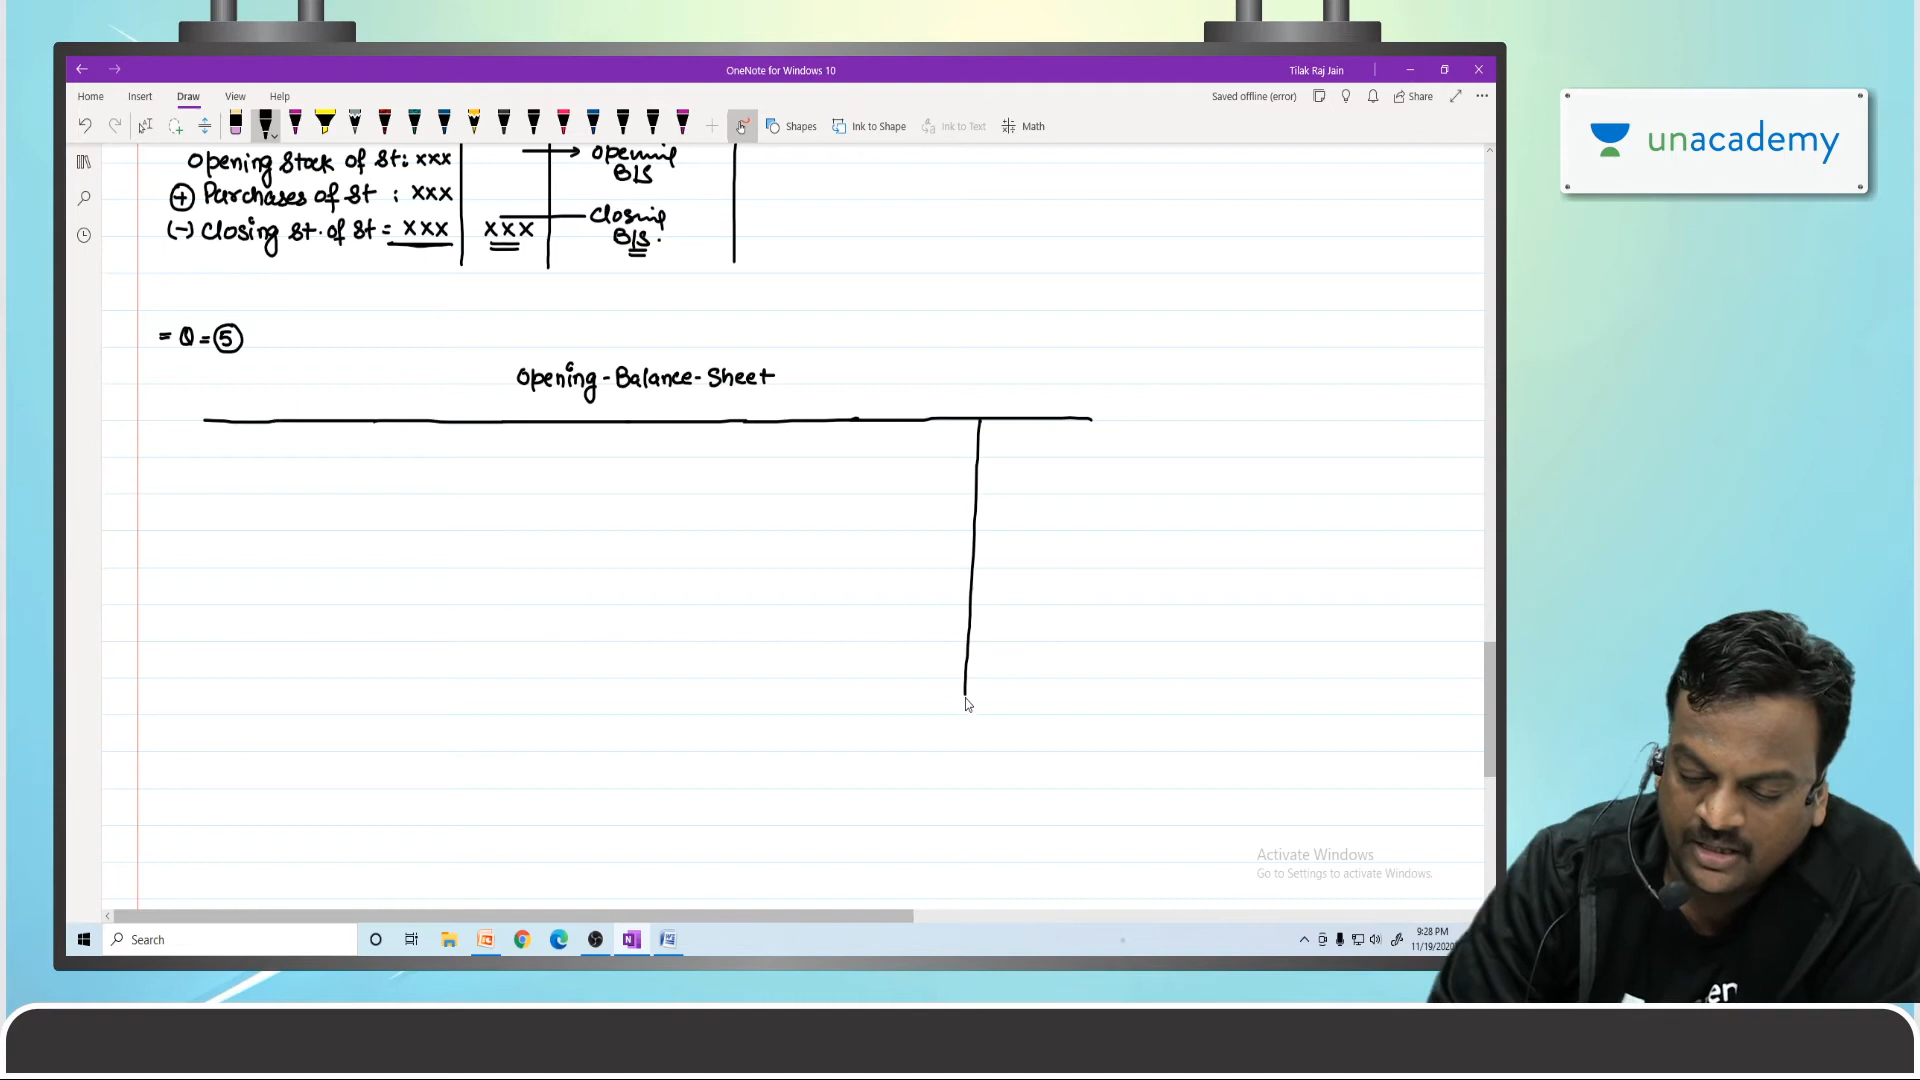 OneNote for Windows 10
Tilak Raj Jain
Home Insert Draw View Help
Saved offline (error) Share
Shapes Ink to Shape Ink to Text Math
unacademy
Opening Stock of St: xxx
Opening
B/S
(+) Purchases of St : xxx
(-) Closing St. of St = xxx xxx
Closing
B/S.
= Q = 5
Opening-Balance-Sheet
Activate Windows
Go to Settings to activate Windows.
Search
9:28 PM
11/19/2020
en